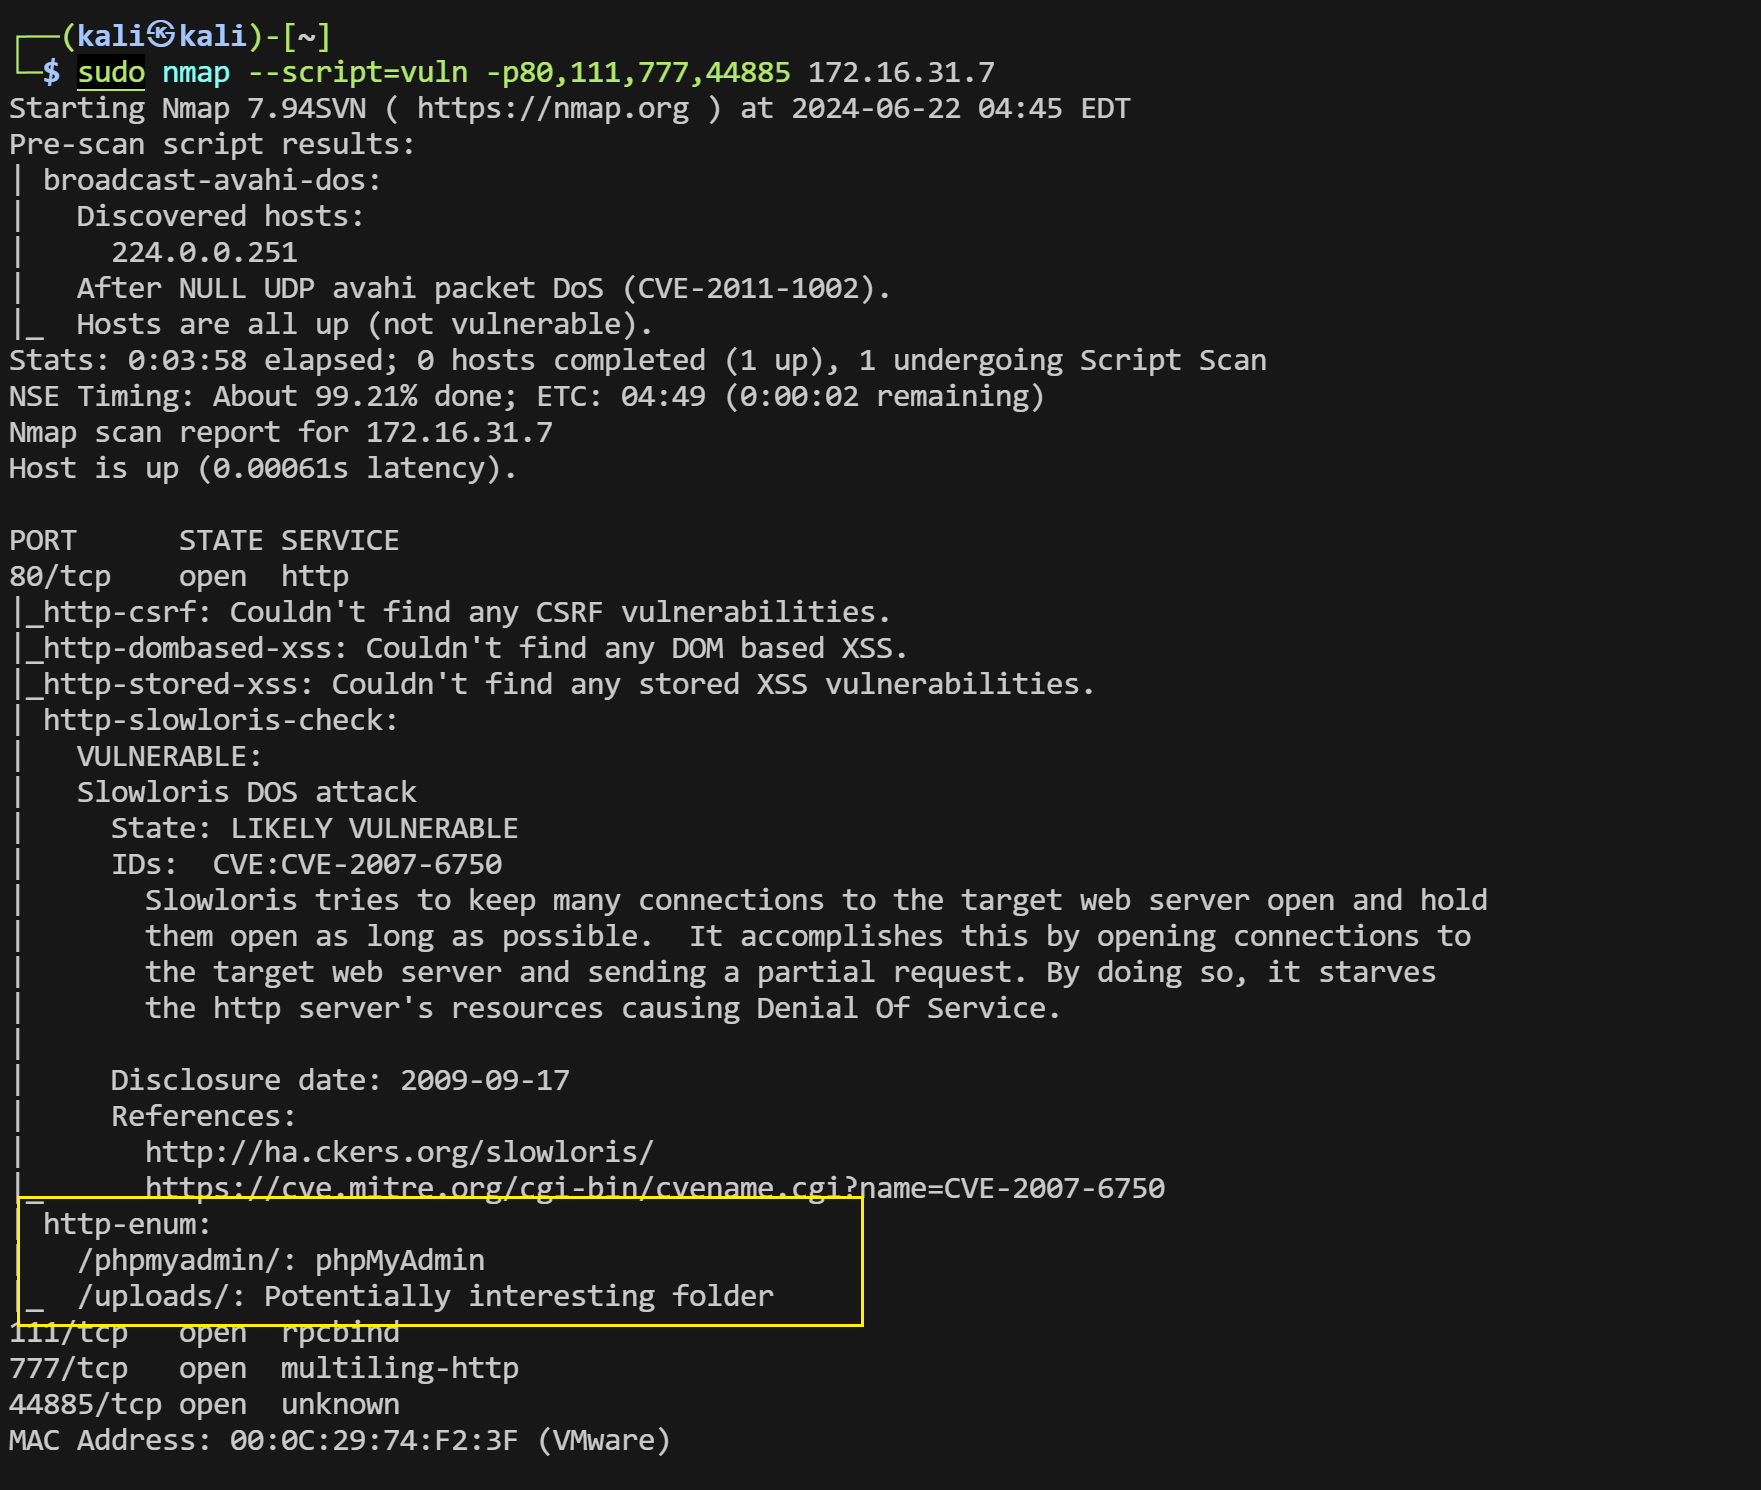 ┌──(kali㉿kali)-[~]
└─$ sudo nmap --script=vuln -p80,111,777,44885 172.16.31.7
Starting Nmap 7.94SVN ( https://nmap.org ) at 2024-06-22 04:45 EDT
Pre-scan script results:
| broadcast-avahi-dos:
|   Discovered hosts:
|     224.0.0.251
|   After NULL UDP avahi packet DoS (CVE-2011-1002).
|_  Hosts are all up (not vulnerable).
Stats: 0:03:58 elapsed; 0 hosts completed (1 up), 1 undergoing Script Scan
NSE Timing: About 99.21% done; ETC: 04:49 (0:00:02 remaining)
Nmap scan report for 172.16.31.7
Host is up (0.00061s latency).

PORT      STATE SERVICE
80/tcp    open  http
|_http-csrf: Couldn't find any CSRF vulnerabilities.
|_http-dombased-xss: Couldn't find any DOM based XSS.
|_http-stored-xss: Couldn't find any stored XSS vulnerabilities.
| http-slowloris-check:
|   VULNERABLE:
|   Slowloris DOS attack
|     State: LIKELY VULNERABLE
|     IDs:  CVE:CVE-2007-6750
|       Slowloris tries to keep many connections to the target web server open and hold
|       them open as long as possible.  It accomplishes this by opening connections to
|       the target web server and sending a partial request. By doing so, it starves
|       the http server's resources causing Denial Of Service.
|
|     Disclosure date: 2009-09-17
|     References:
|       http://ha.ckers.org/slowloris/
|_      https://cve.mitre.org/cgi-bin/cvename.cgi?name=CVE-2007-6750
| http-enum:
|   /phpmyadmin/: phpMyAdmin
|_  /uploads/: Potentially interesting folder
111/tcp   open  rpcbind
777/tcp   open  multiling-http
44885/tcp open  unknown
MAC Address: 00:0C:29:74:F2:3F (VMware)